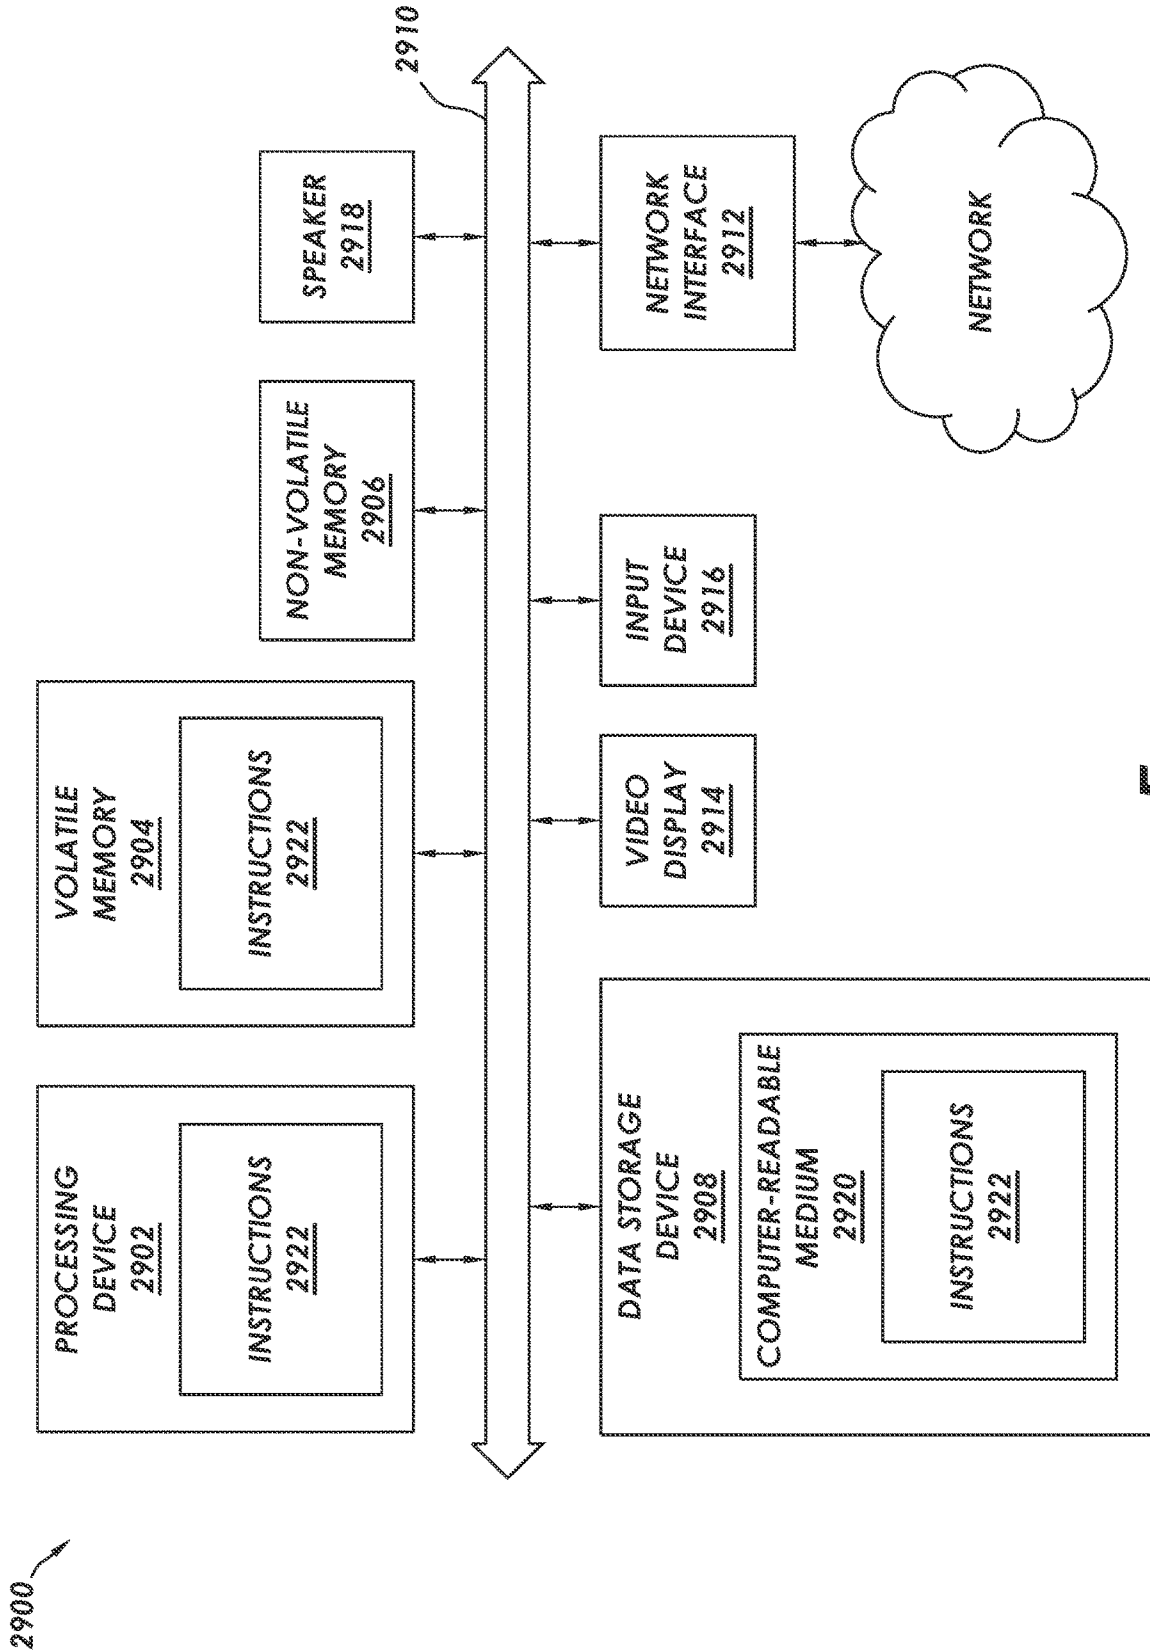 2900
PROCESSING
DEVICE
2902
INSTRUCTIONS
2922
VOLATILE
MEMORY
2904
INSTRUCTIONS
2922
NON-VOLATILE
MEMORY
2906
SPEAKER
2918
2910
DATA STORAGE
DEVICE
2908
COMPUTER-READABLE
MEDIUM
2920
INSTRUCTIONS
2922
VIDEO
DISPLAY
2914
INPUT
DEVICE
2916
NETWORK
INTERFACE
2912
NETWORK